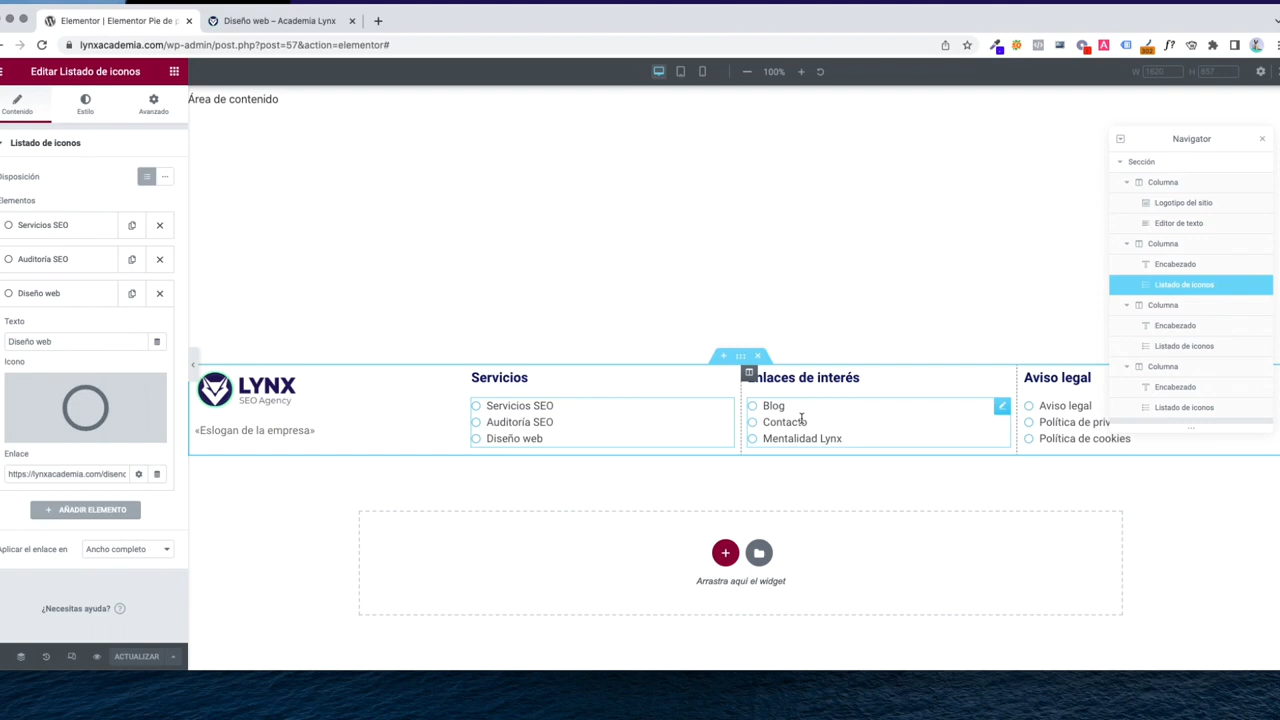 Elementor | Elementor Pie de p
Diseño web – Academia Lynx
lynxacademia.com/wp-admin/post.php?post=57&action=elementor#
Editar Listado de iconos
100%
W 1620 H 857
Contenido
Estilo
Avanzado
Listado de iconos
Disposición
Elementos
Servicios SEO
Auditoría SEO
Diseño web
Texto
Diseño web
Icono
Enlace
https://lynxacademia.com/disenc
AÑADIR ELEMENTO
Aplicar el enlace en
Ancho completo
¿Necesitas ayuda?
ACTUALIZAR
Área de contenido
LYNX
SEO Agency
«Eslogan de la empresa»
Servicios
Servicios SEO
Auditoría SEO
Diseño web
Enlaces de interés
Blog
Contacto
Mentalidad Lynx
Aviso legal
Aviso legal
Política de priv
Política de cookies
Arrastra aquí el widget
Navigator
Sección
Columna
Logotipo del sitio
Editor de texto
Columna
Encabezado
Listado de iconos
Columna
Encabezado
Listado de iconos
Columna
Encabezado
Listado de iconos